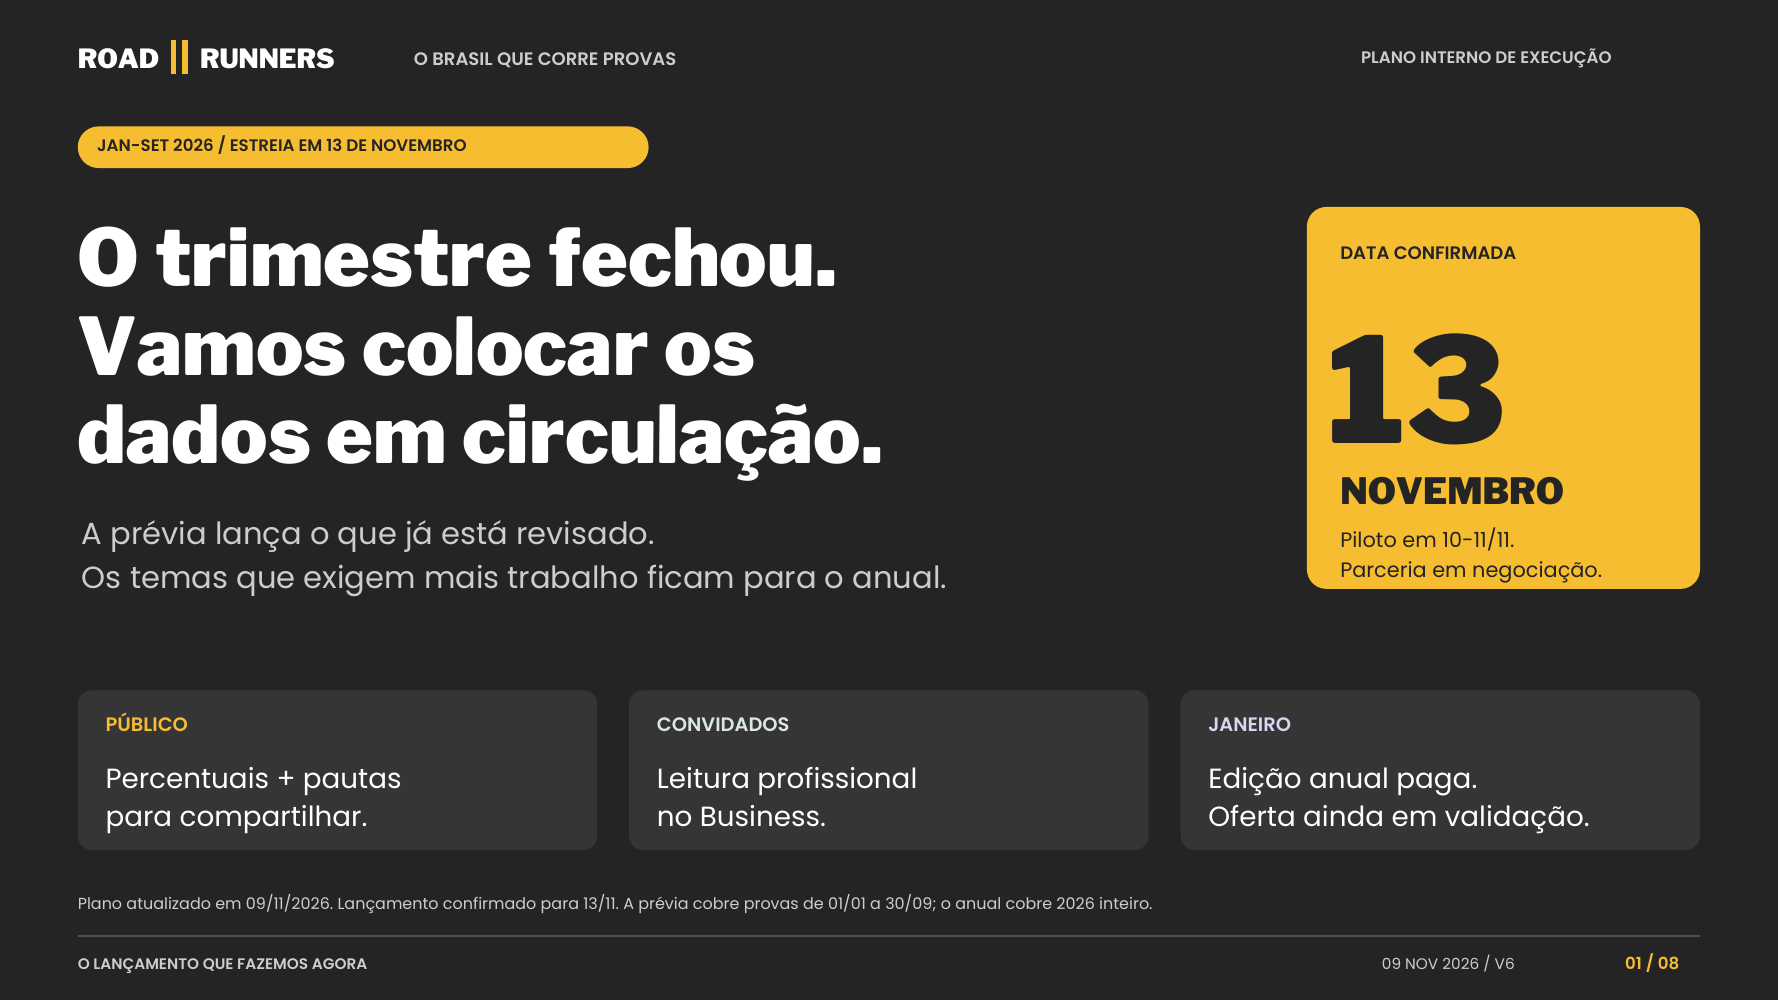 ROAD || RUNNERS
O BRASIL QUE CORRE PROVAS
PLANO INTERNO DE EXECUÇÃO
JAN-SET 2026 / ESTREIA EM 13 DE NOVEMBRO
O trimestre fechou.
Vamos colocar os
dados em circulação.
A prévia lança o que já está revisado.
Os temas que exigem mais trabalho ficam para o anual.
DATA CONFIRMADA
13
NOVEMBRO
Piloto em 10-11/11.
Parceria em negociação.
PÚBLICO
Percentuais + pautas
para compartilhar.
CONVIDADOS
Leitura profissional
no Business.
JANEIRO
Edição anual paga.
Oferta ainda em validação.
Plano atualizado em 09/11/2026. Lançamento confirmado para 13/11. A prévia cobre provas de 01/01 a 30/09; o anual cobre 2026 inteiro.
O LANÇAMENTO QUE FAZEMOS AGORA
09 NOV 2026 / V6
01 / 08